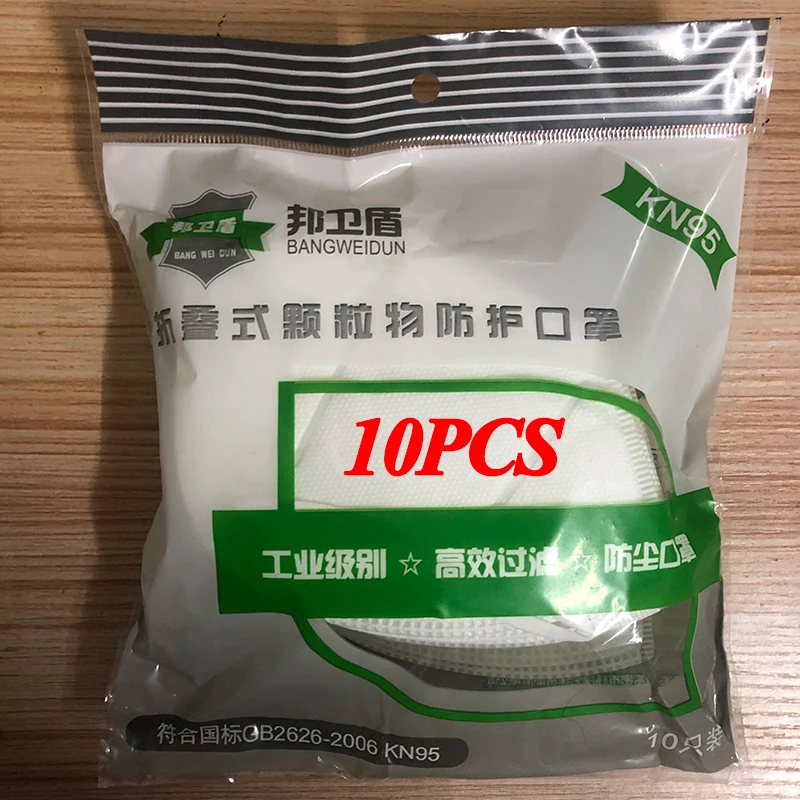 邦卫盾
BANG WEI DUN
邦卫盾
BANGWEIDUN
KN95
折叠式颗粒物防护口罩
10PCS
工业级别 ☆ 高效过滤 ☆ 防尘口罩
符合国标GB2626-2006 KN95
10只装